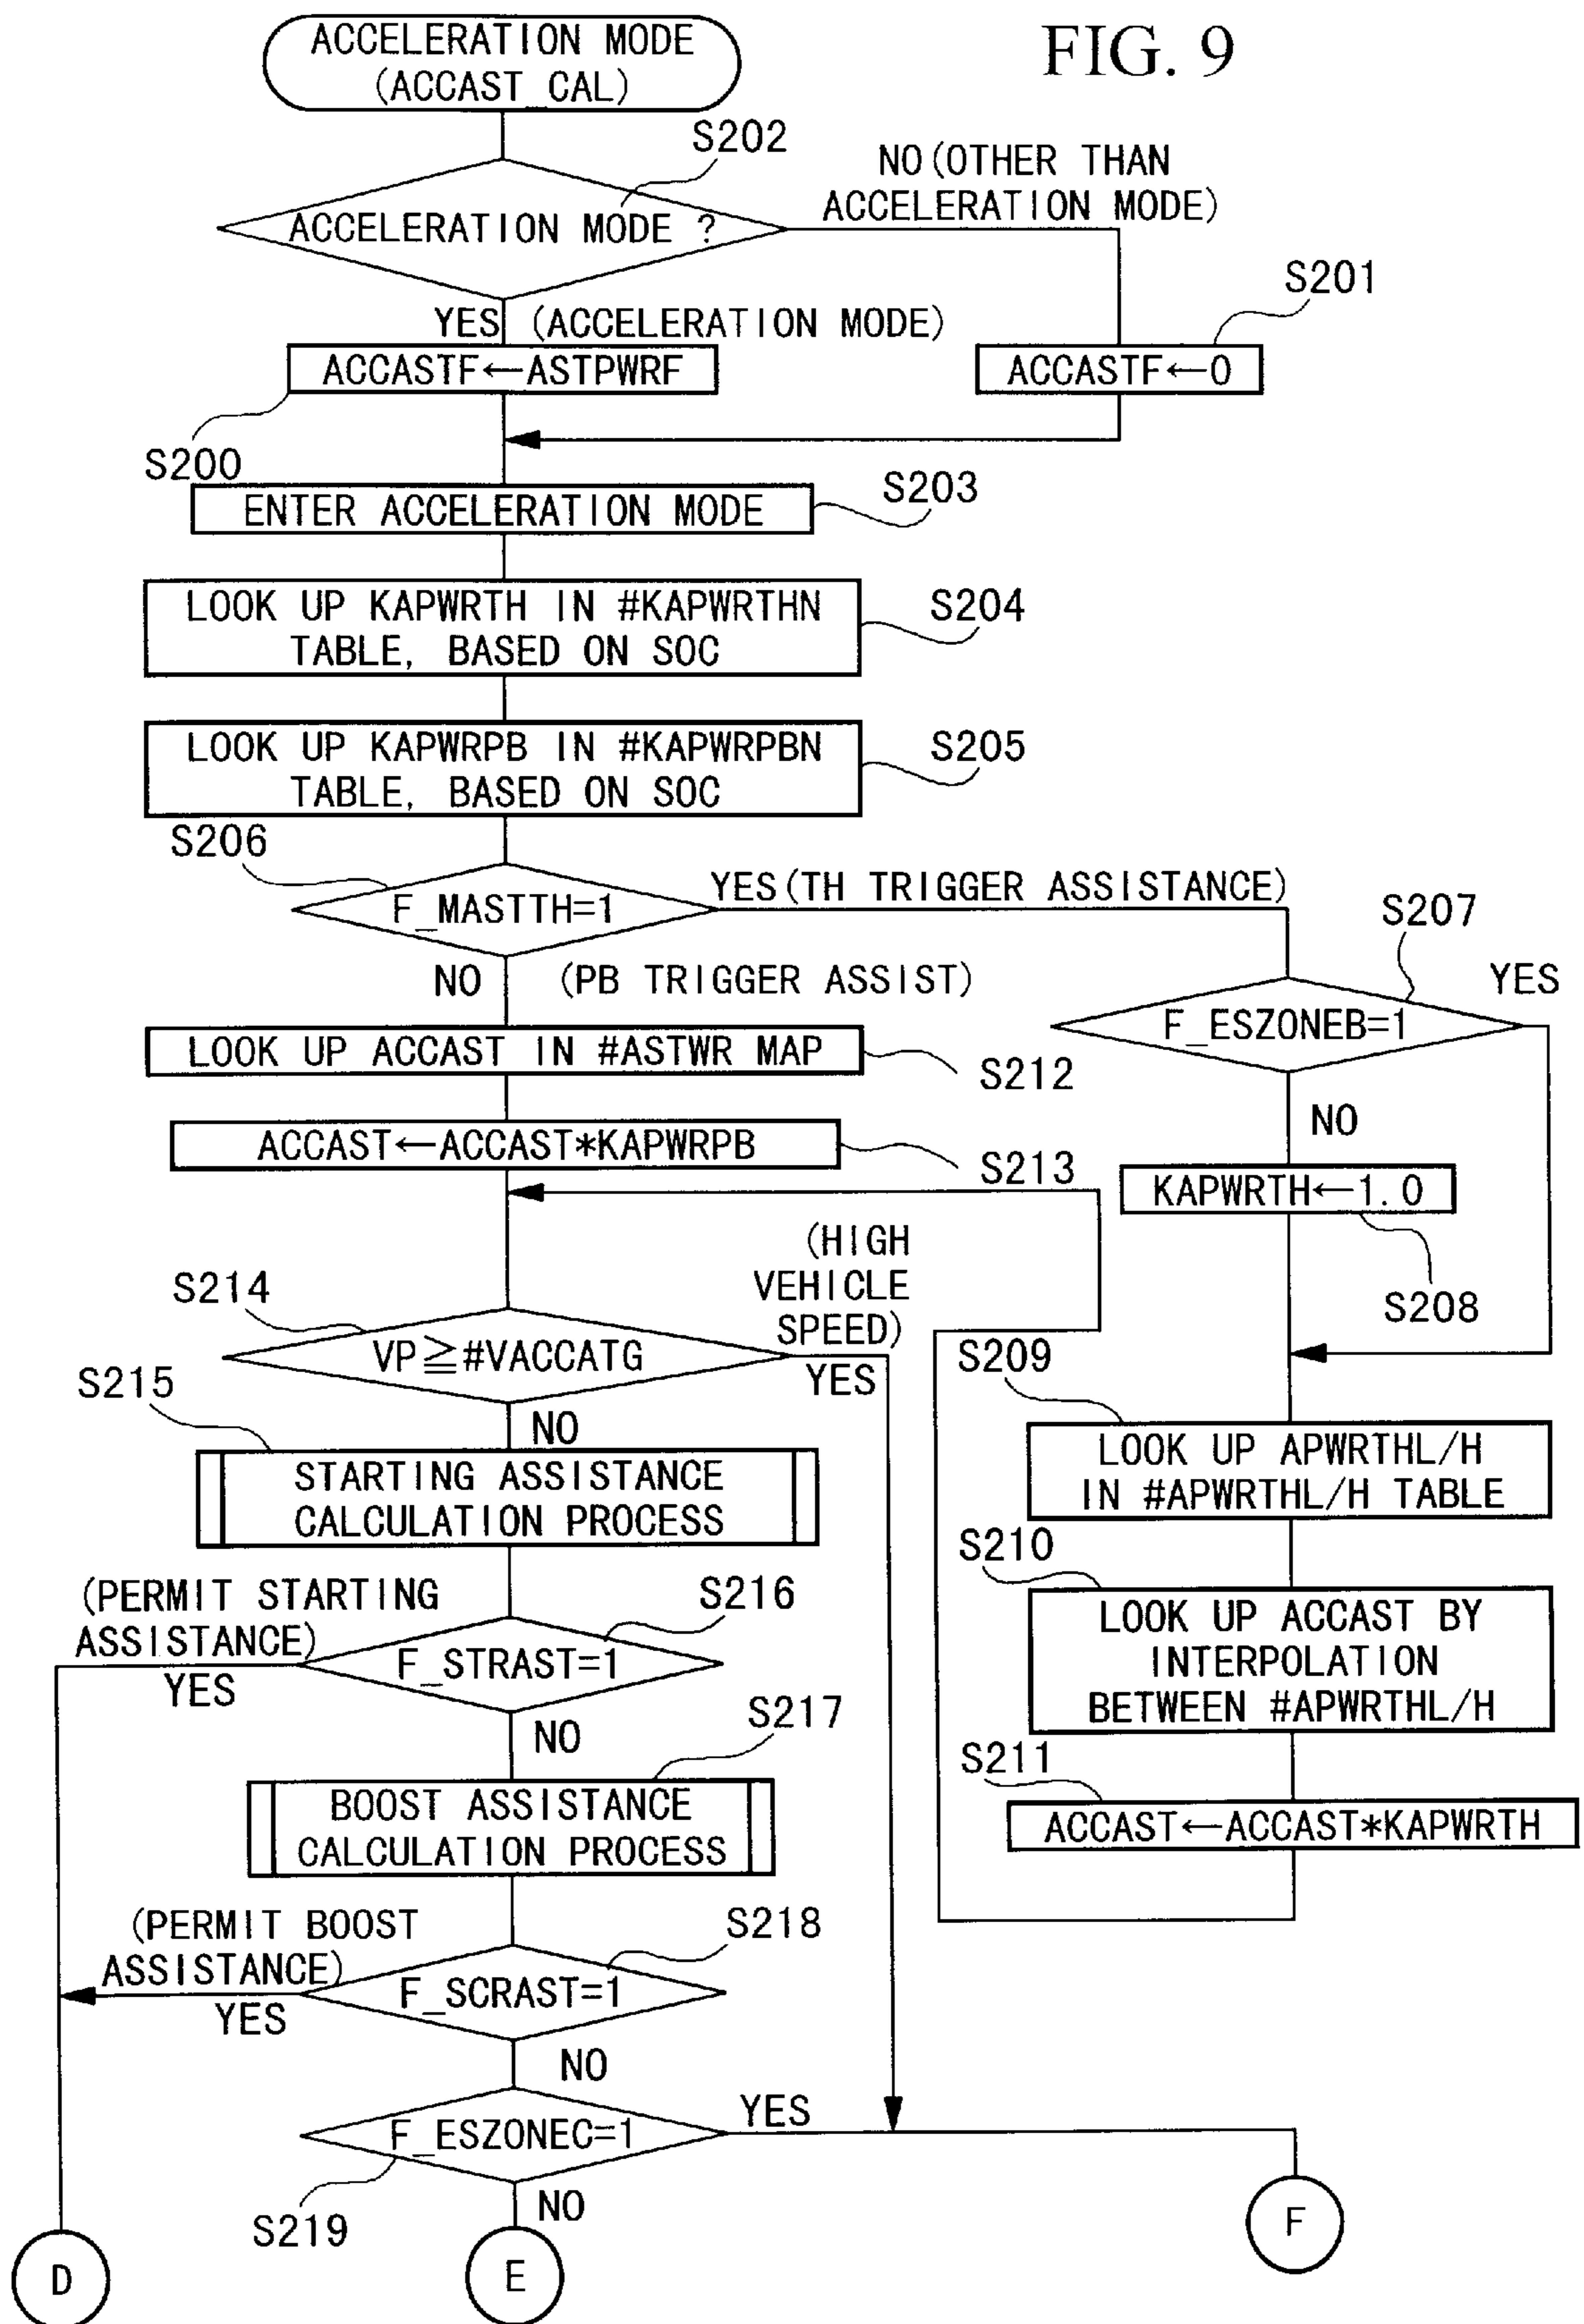 FIG. 9
ACCELERATION MODE
(ACCAST_CAL)
S202
ACCELERATION MODE ?
NO(OTHER THAN
ACCELERATION MODE)
YES (ACCELERATION MODE)
S201
ACCASTF←ASTPWRF
ACCASTF←0
S200
ENTER ACCELERATION MODE
S203
LOOK UP KAPWRTH IN #KAPWRTHN
TABLE, BASED ON SOC
S204
LOOK UP KAPWRPB IN #KAPWRPBN
TABLE, BASED ON SOC
S205
S206
F_MASTTH=1
YES(TH TRIGGER ASSISTANCE)
NO (PB TRIGGER ASSIST)
S207
F_ESZONEB=1
YES
NO
KAPWRTH←1.0
S208
LOOK UP ACCAST IN #ASTWR MAP
S212
ACCAST←ACCAST*KAPWRPB
S213
S214
VP≧#VACCATG
(HIGH
VEHICLE
SPEED)
YES
NO
S209
LOOK UP APWRTHL/H
IN #APWRTHL/H TABLE
S210
LOOK UP ACCAST BY
INTERPOLATION
BETWEEN #APWRTHL/H
S211
ACCAST←ACCAST*KAPWRTH
S215
STARTING ASSISTANCE
CALCULATION PROCESS
(PERMIT STARTING
ASSISTANCE)
YES
S216
F_STRAST=1
NO
S217
BOOST ASSISTANCE
CALCULATION PROCESS
(PERMIT BOOST
ASSISTANCE)
YES
S218
F_SCRAST=1
NO
F_ESZONEC=1
YES
S219
NO
D
E
F